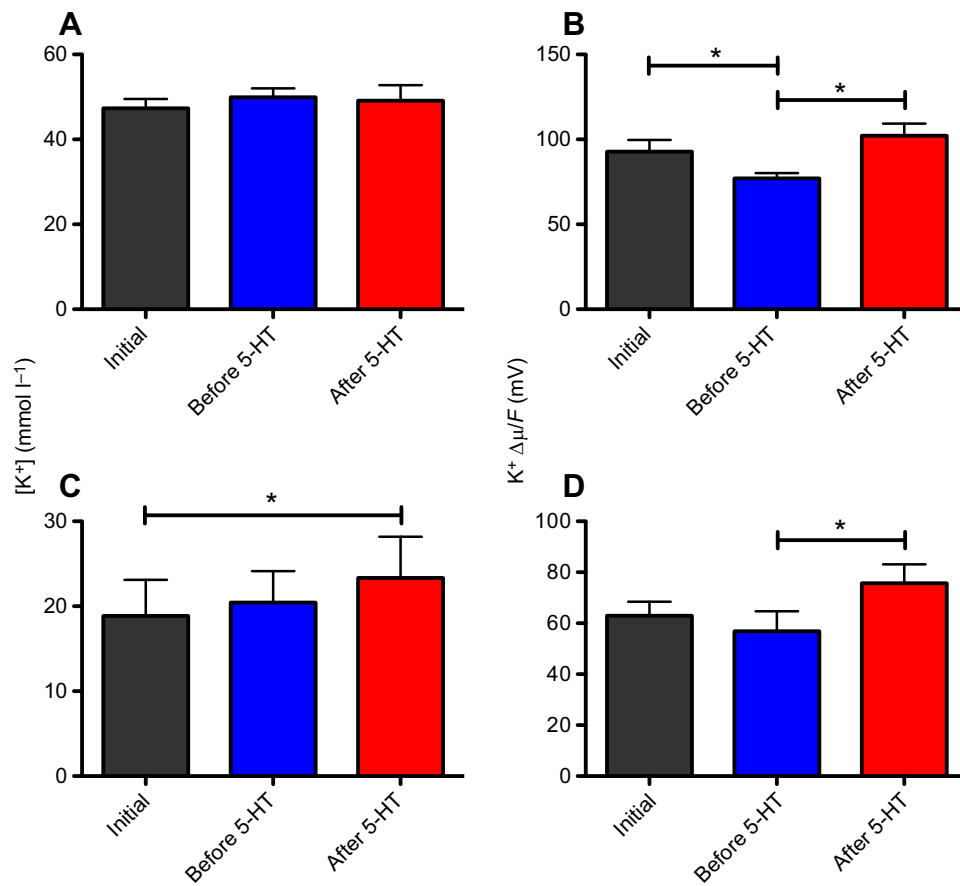 A
60
40
20
0
Initial
Before 5-HT
After 5-HT
B
150
100
50
0
*
*
Initial
Before 5-HT
After 5-HT
[K⁺] (mmol l⁻¹)
K⁺ Δμ/F (mV)
C
30
20
10
0
*
Initial
Before 5-HT
After 5-HT
D
100
80
60
40
20
0
*
Initial
Before 5-HT
After 5-HT